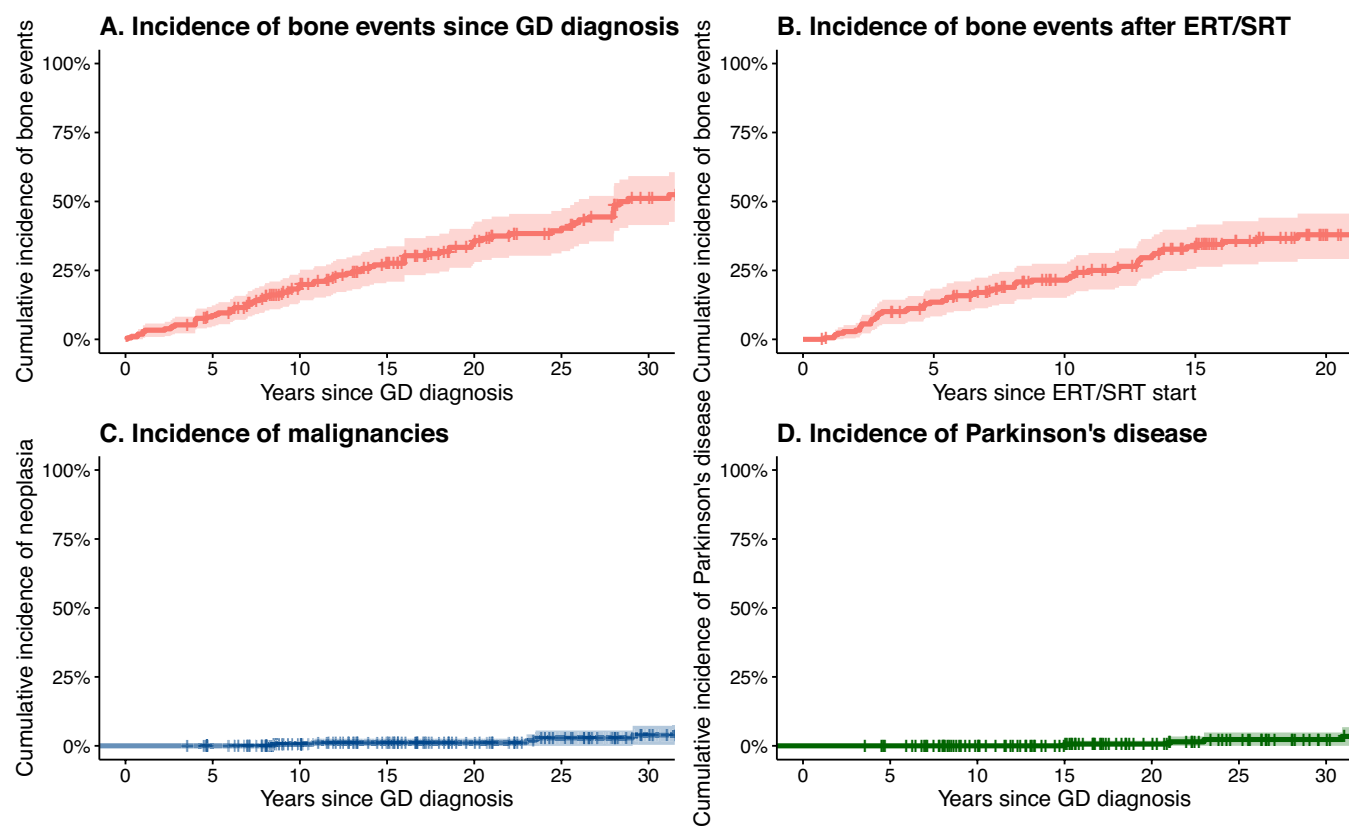 A. Incidence of bone events since GD diagnosis
Cumulative incidence of bone events
100%
75%
50%
25%
0%
0 5 10 15 20 25 30
Years since GD diagnosis
B. Incidence of bone events after ERT/SRT
Cumulative incidence of bone events
100%
75%
50%
25%
0%
0 5 10 15 20
Years since ERT/SRT start
C. Incidence of malignancies
Cumulative incidence of neoplasia
100%
75%
50%
25%
0%
0 5 10 15 20 25 30
Years since GD diagnosis
D. Incidence of Parkinson's disease
Cumulative incidence of Parkinson's disease
100%
75%
50%
25%
0%
0 5 10 15 20 25 30
Years since GD diagnosis